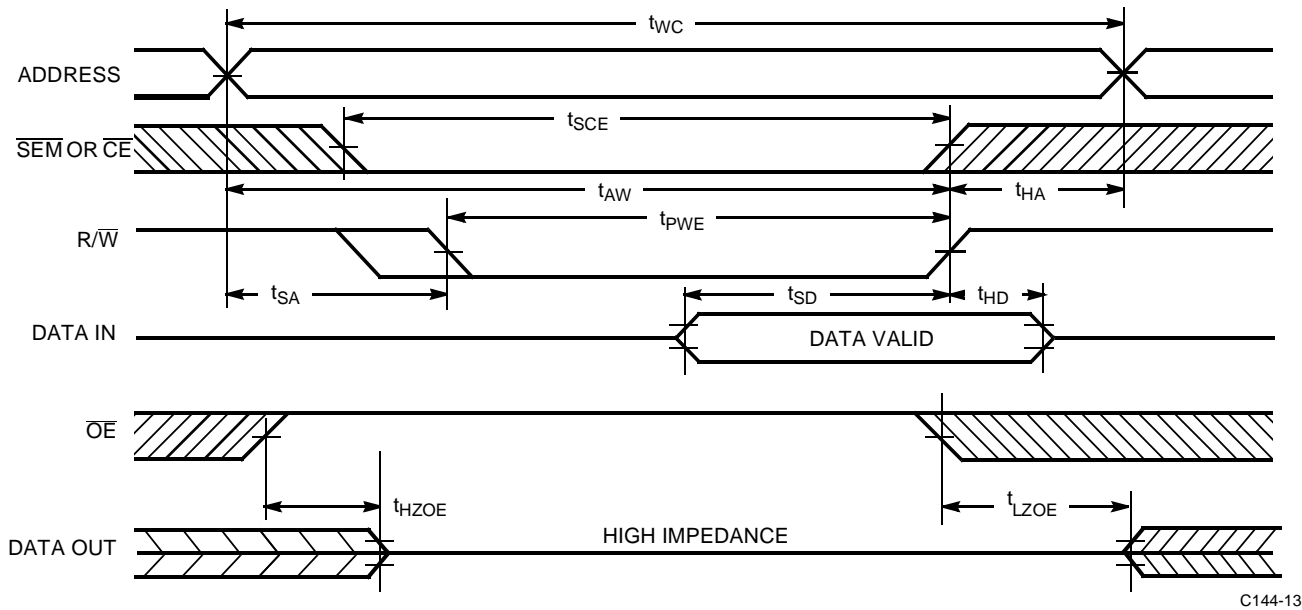 tWC
ADDRESS
tSCE
SEM OR CE
tAW
tHA
tPWE
R/W
tSA
tSD
tHD
DATA IN
DATA VALID
OE
tHZOE
tLZOE
DATA OUT
HIGH IMPEDANCE
C144-13